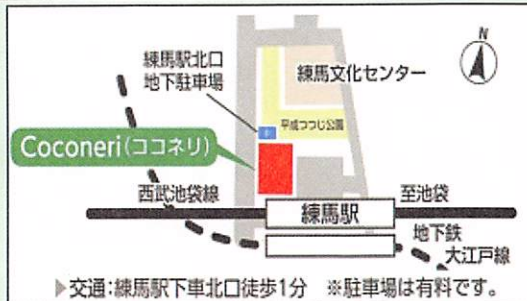 N
練馬駅北口
地下駐車場
練馬文化センター
平成つつじ公園
P
Coconeri(ココネリ)
西武池袋線
至池袋
練馬駅
地下鉄
大江戸線
▶交通:練馬駅下車北口徒歩1分 ※駐車場は有料です。